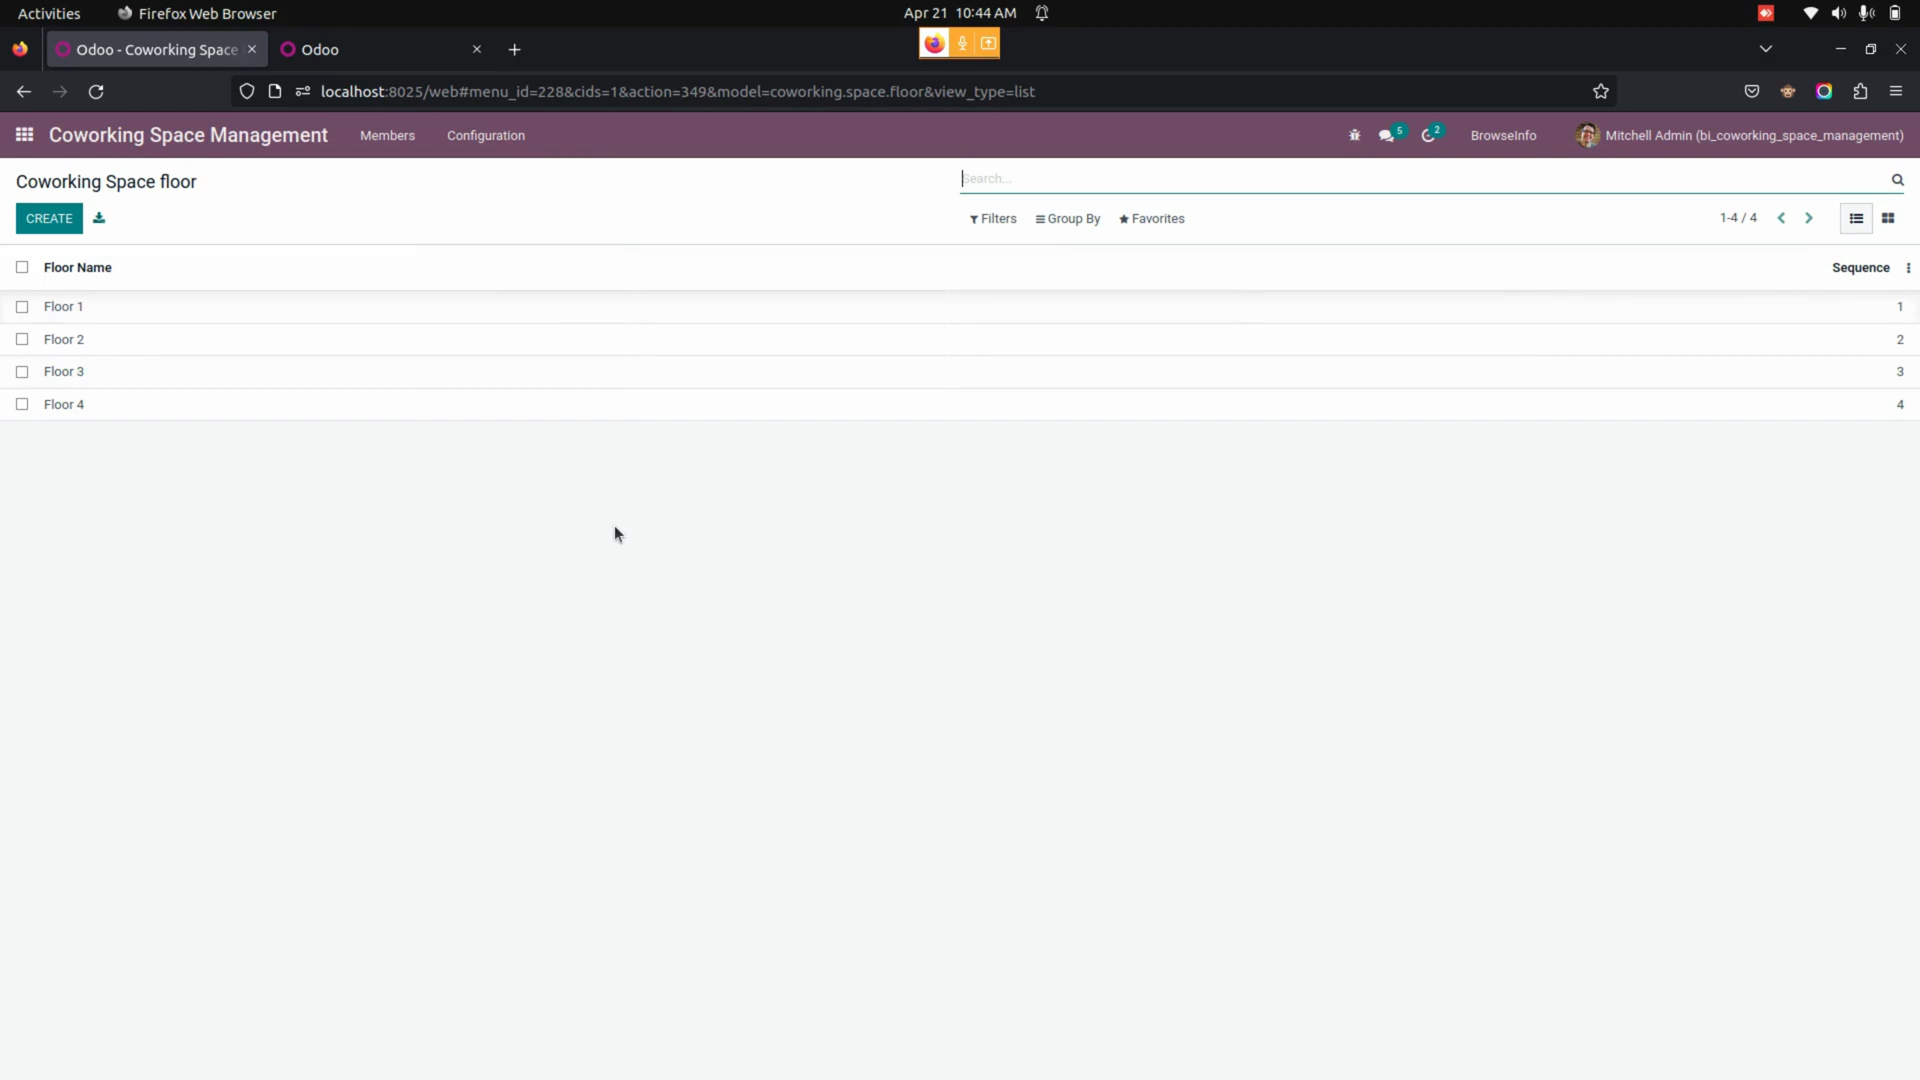 Activities
Firefox Web Browser
Apr 21 10:44 AM
Odoo - Coworking Space
Odoo
localhost:8025/web#menu_id=228&cids=1&action=349&model=coworking.space.floor&view_type=list
Coworking Space Management
Members
Configuration
5
2
BrowseInfo
Mitchell Admin (bi_coworking_space_management)
Coworking Space floor
Search...
CREATE
Filters
Group By
Favorites
1-4 / 4
Floor Name
Sequence
Floor 1
1
Floor 2
2
Floor 3
3
Floor 4
4